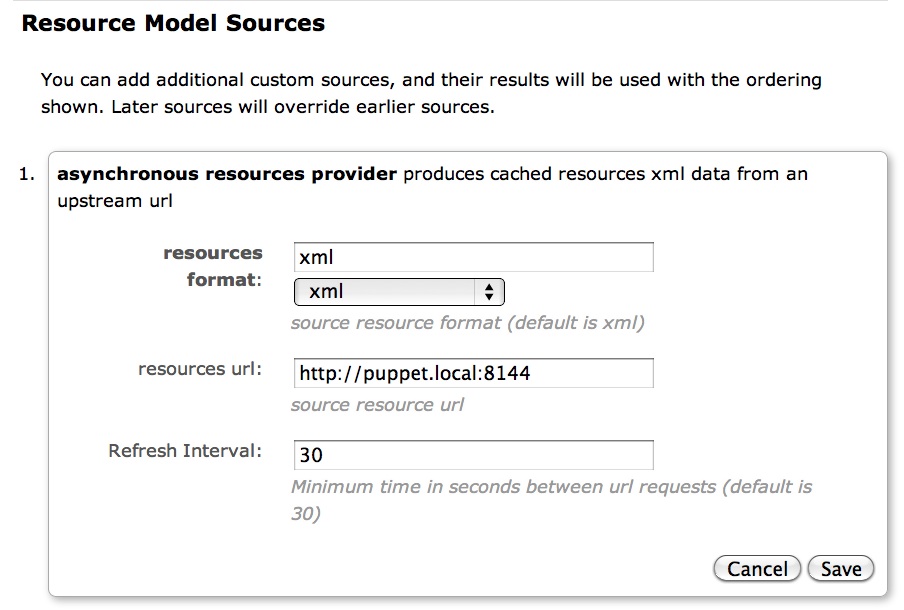 Resource Model Sources
You can add additional custom sources, and their results will be used with the ordering
shown. Later sources will override earlier sources.
1. asynchronous resources provider produces cached resources xml data from an
upstream url
resources
format:
xml
xml
source resource format (default is xml)
resources url:
http://puppet.local:8144
source resource url
Refresh Interval:
30
Minimum time in seconds between url requests (default is
30)
Cancel Save